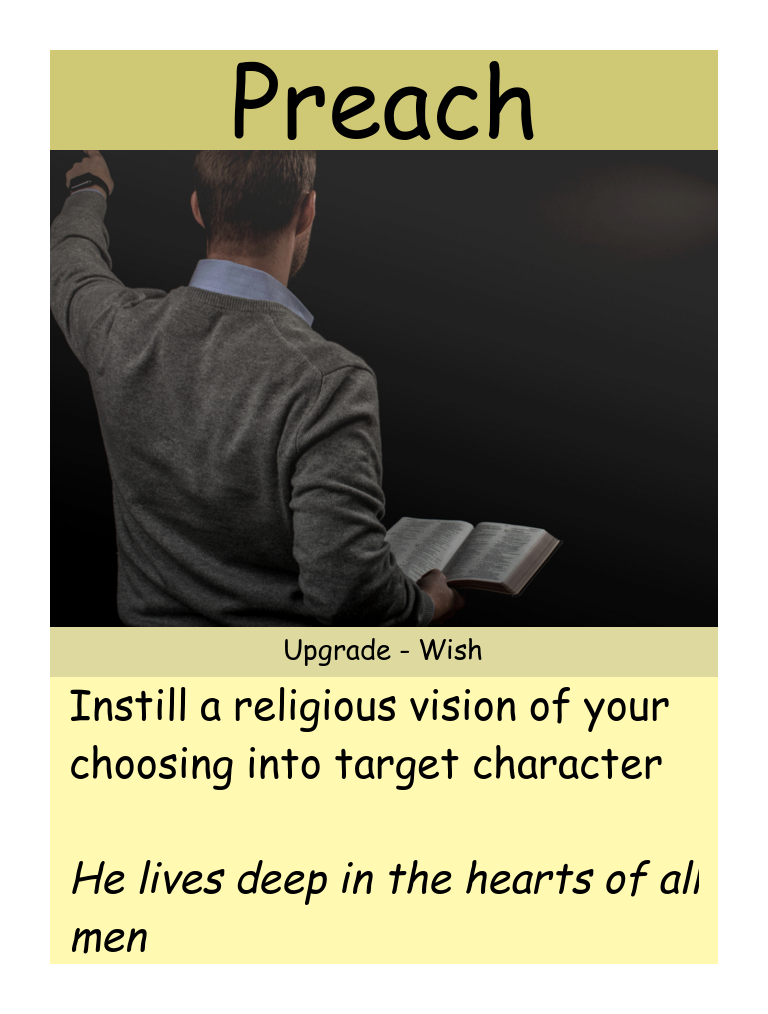 Preach
Upgrade - Wish
Instill a religious vision of your
choosing into target character
He lives deep in the hearts of all
men